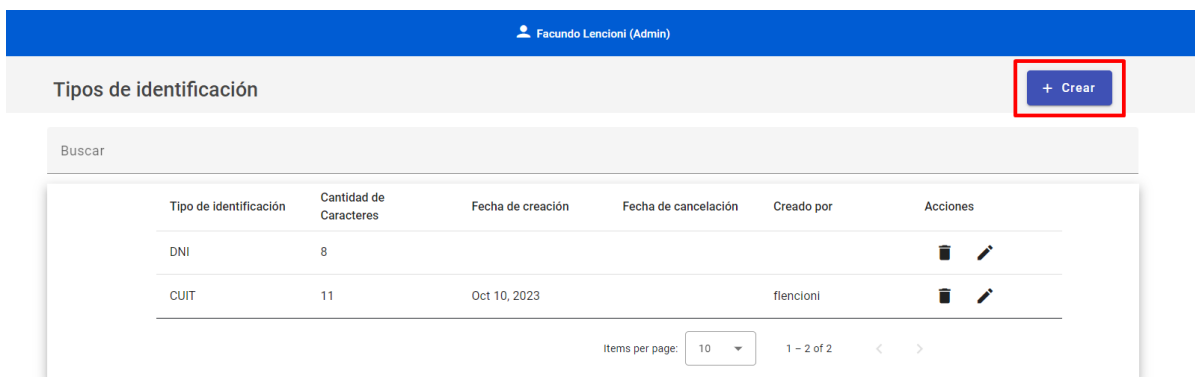 Facundo Lencioni (Admin)
Tipos de identificación
+ Crear
Buscar
Tipo de identificación Cantidad de Caracteres Fecha de creación Fecha de cancelación Creado por Acciones
DNI 8
CUIT 11 Oct 10, 2023 flencioni
Items per page: 10 1 – 2 of 2